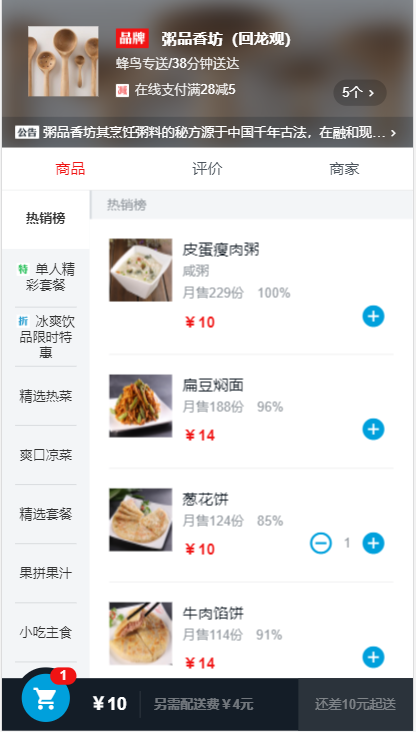 品牌 粥品香坊（回龙观）
蜂鸟专送/38分钟送达
减 在线支付满28减5
5个 >
公告 粥品香坊其烹饪粥料的秘方源于中国千年古法，在融和现... >
商品 评价 商家
热销榜
热销榜
特 单人精
彩套餐
折 冰爽饮
品限时特
惠
精选热菜
爽口凉菜
精选套餐
果拼果汁
小吃主食
皮蛋瘦肉粥
咸粥
月售229份 100%
￥10
扁豆焖面
月售188份 96%
￥14
葱花饼
月售124份 85%
￥10
1
牛肉馅饼
月售114份 91%
￥14
1
￥10 另需配送费￥4元 还差10元起送